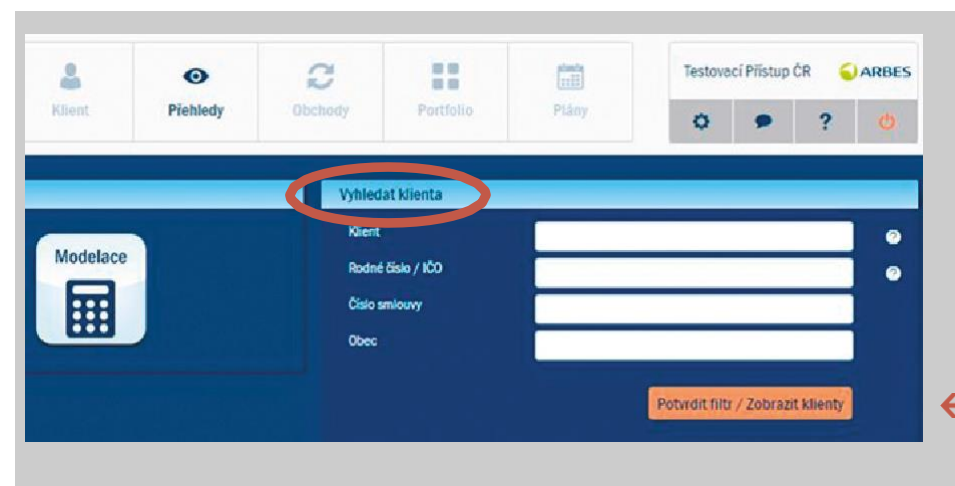 Testovací Přístup ČR ARBES
Klient Přehledy Obchody Portfolio Plány
?
Vyhledat klienta
Klient
?
Modelace
Rodné číslo / IČO
?
Číslo smlouvy
Obec
Potvrdit filtr / Zobrazit klienty